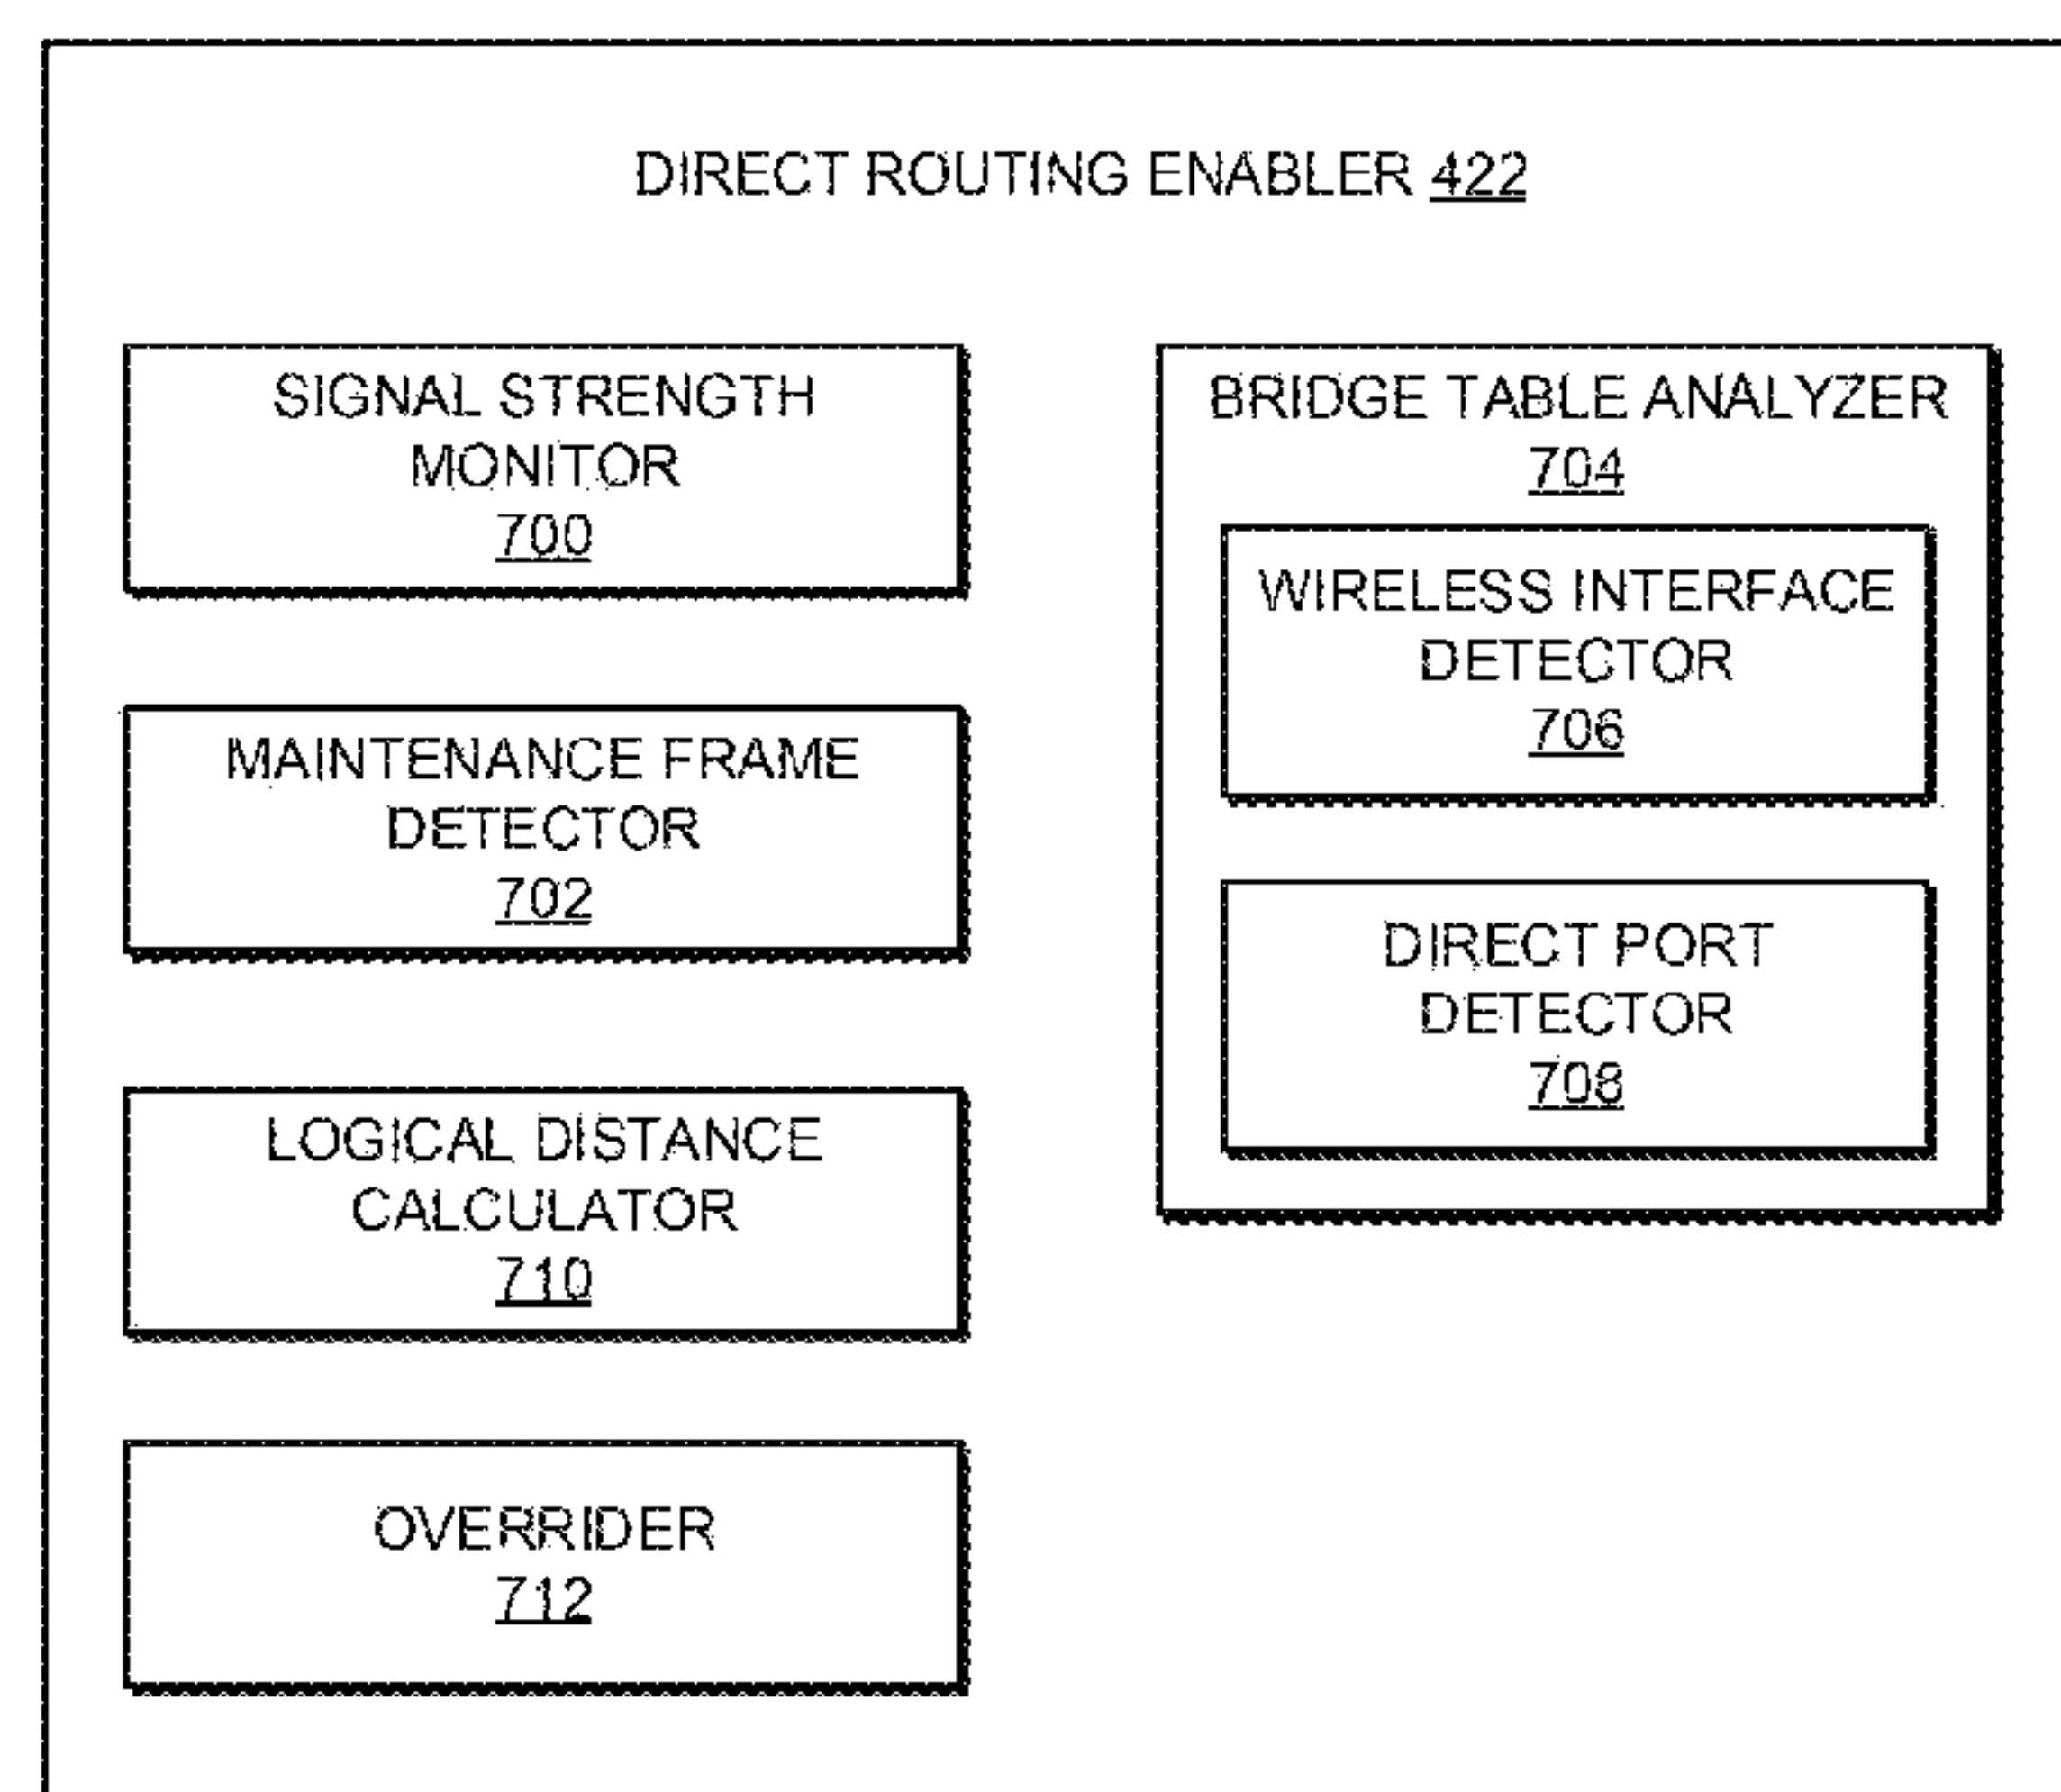 DIRECT ROUTING ENABLER 422
SIGNAL STRENGTH
MONITOR
700
MAINTENANCE FRAME
DETECTOR
702
LOGICAL DISTANCE
CALCULATOR
710
OVERRIDER
712
BRIDGE TABLE ANALYZER
704
WIRELESS INTERFACE
DETECTOR
706
DIRECT PORT
DETECTOR
708